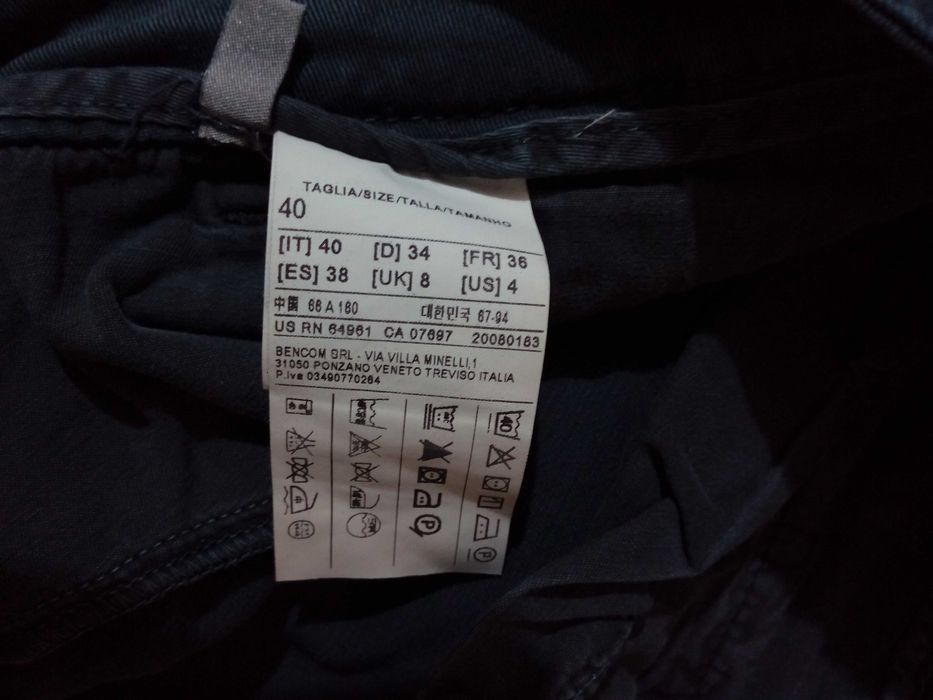 TAGLIA/SIZE/TALLA/TAMANHO
40
[IT] 40 [D] 34 [FR] 36
[ES] 38 [UK] 8 [US] 4
中国 66 A 160 대한민국 67-94
US RN 64961 CA 07697 20080183
BENCOM SRL - VIA VILLA MINELLI,1
31050 PONZANO VENETO TREVISO ITALIA
P.iva 03490770264
40
P
P